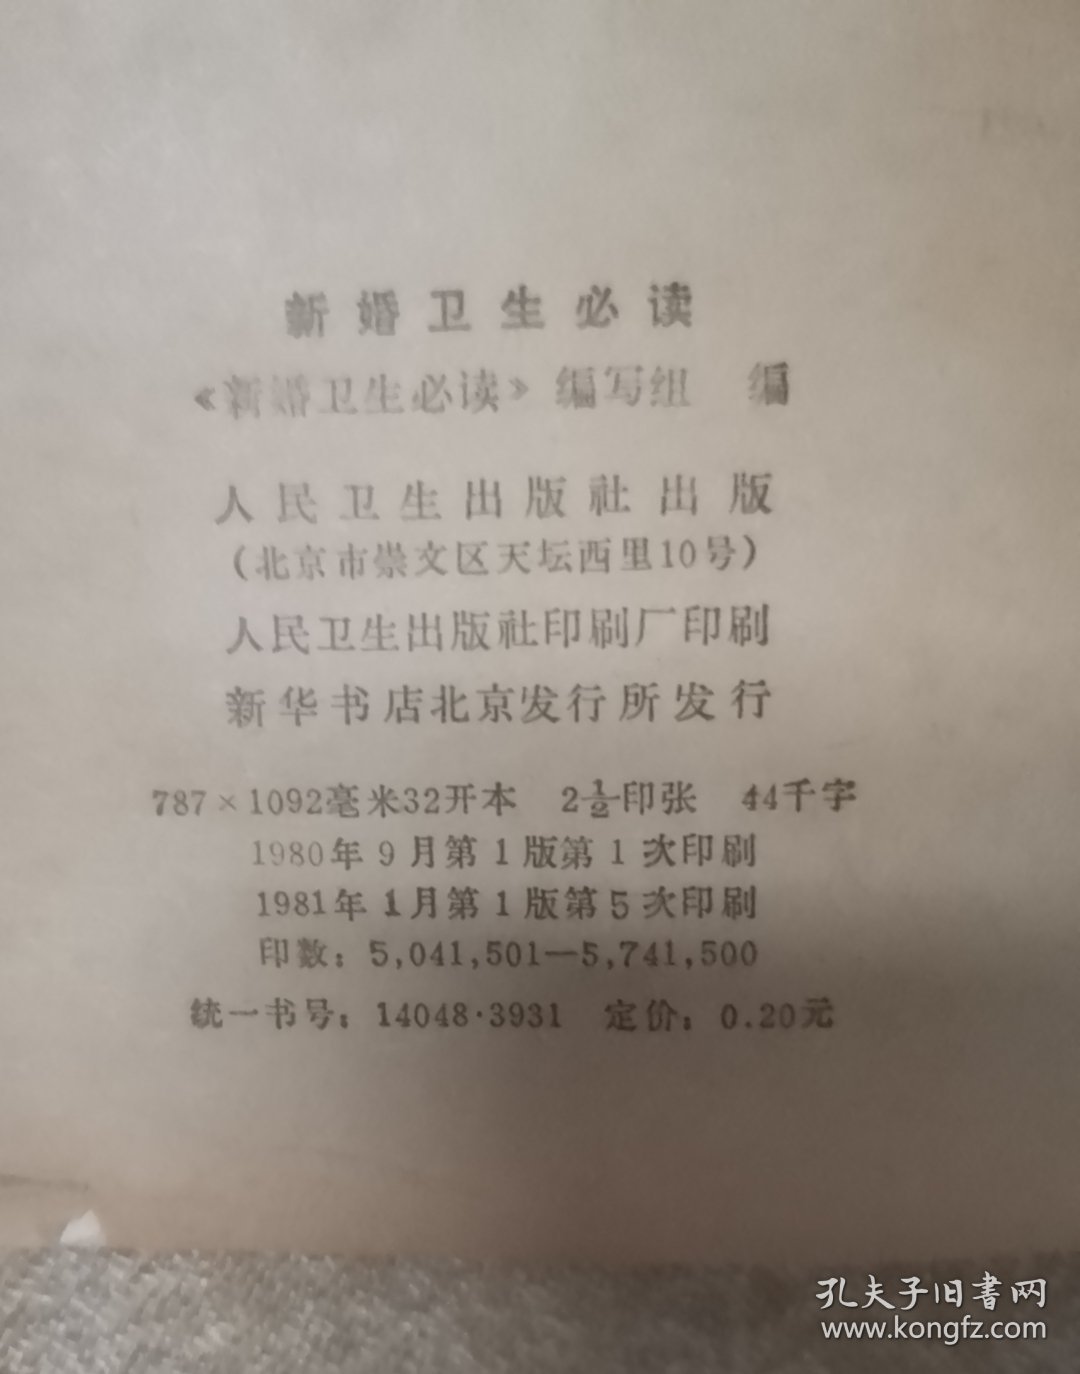 新婚卫生必读
《新婚卫生必读》编写组 编
人民卫生出版社出版
(北京市崇文区天坛西里10号)
人民卫生出版社印刷厂印刷
新华书店北京发行所发行
787×1092毫米32开本 2½印张 44千字
1980年9月第1版第1次印刷
1981年1月第1版第5次印刷
印数：5,041,501—5,741,500
统一书号：14048·3931 定价：0.20元
孔夫子旧書网
www.kongfz.com